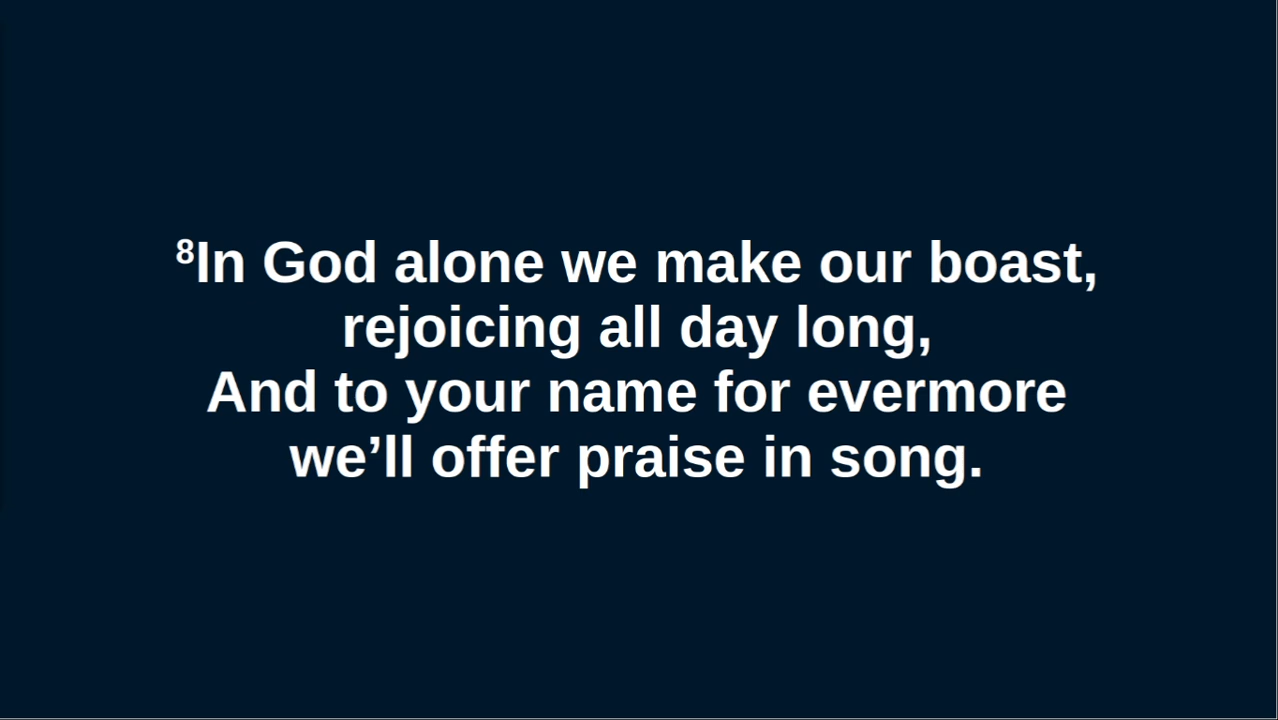 ⁸In God alone we make our boast,
rejoicing all day long,
And to your name for evermore
we’ll offer praise in song.